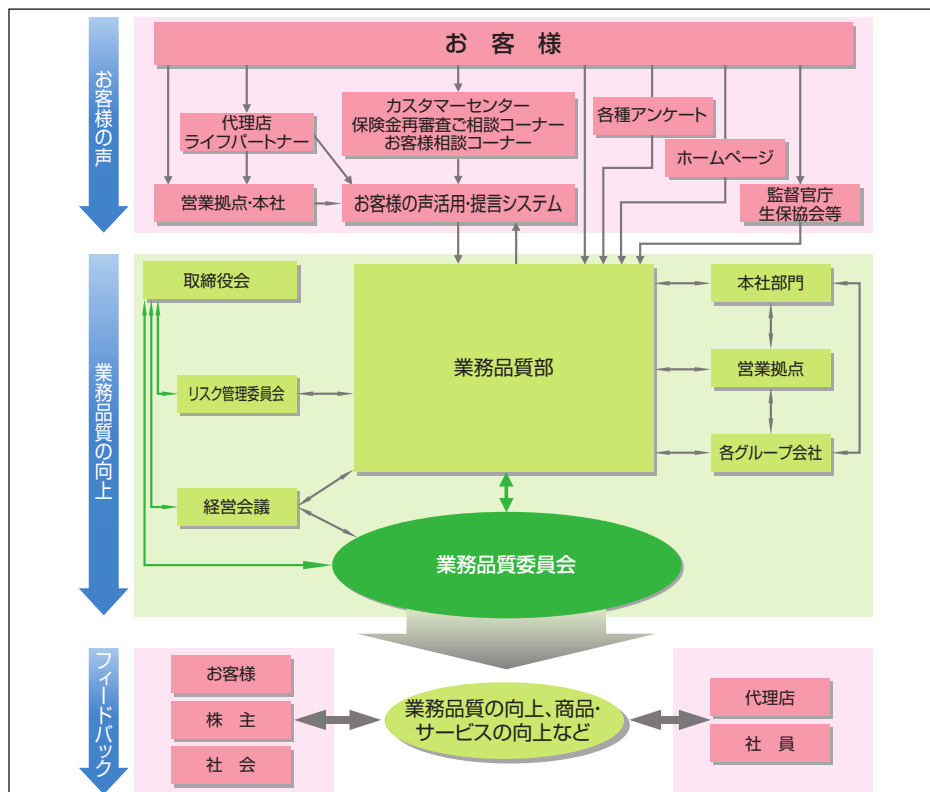 お客様の声
お 客 様
代理店
ライフパートナー
カスタマーセンター
保険金再審査ご相談コーナー
お客様相談コーナー
各種アンケート
ホームページ
営業拠点・本社
お客様の声活用・提言システム
監督官庁
生保協会等
業務品質の向上
取締役会
業務品質部
本社部門
リスク管理委員会
営業拠点
経営会議
各グループ会社
業務品質委員会
フィードバック
お客様
株 主
社 会
業務品質の向上、商品・
サービスの向上など
代理店
社 員